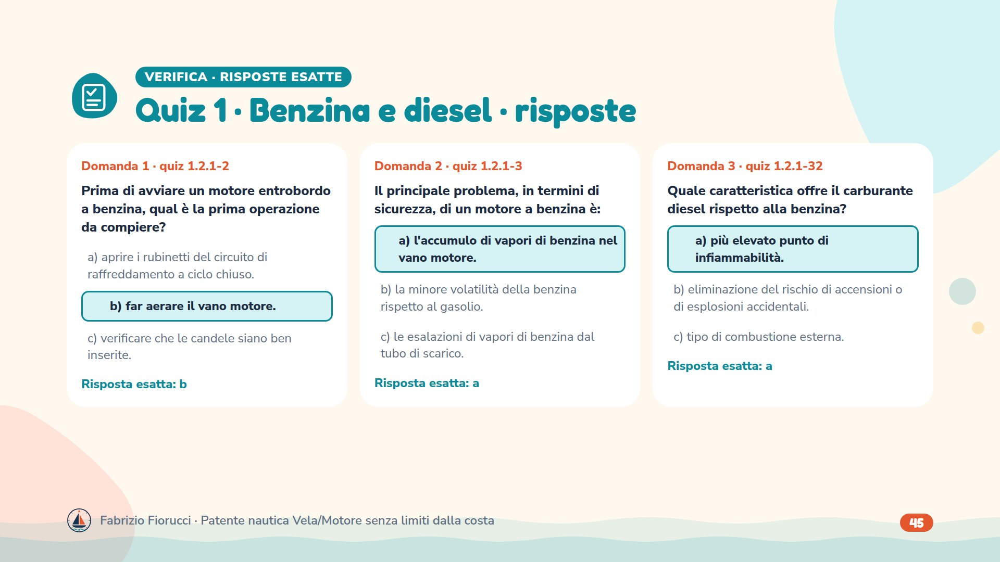 VERIFICA · RISPOSTE ESATTE
Quiz 1 · Benzina e diesel · risposte
Domanda 1 · quiz 1.2.1-2
Prima di avviare un motore entrobordo
a benzina, qual è la prima operazione
da compiere?
a) aprire i rubinetti del circuito di
raffreddamento a ciclo chiuso.
b) far aerare il vano motore.
c) verificare che le candele siano ben
inserite.
Risposta esatta: b
Domanda 2 · quiz 1.2.1-3
Il principale problema, in termini di
sicurezza, di un motore a benzina è:
a) l'accumulo di vapori di benzina nel
vano motore.
b) la minore volatilità della benzina
rispetto al gasolio.
c) le esalazioni di vapori di benzina dal
tubo di scarico.
Risposta esatta: a
Domanda 3 · quiz 1.2.1-32
Quale caratteristica offre il carburante
diesel rispetto alla benzina?
a) più elevato punto di
infiammabilità.
b) eliminazione del rischio di accensioni o
di esplosioni accidentali.
c) tipo di combustione esterna.
Risposta esatta: a
Fabrizio Fiorucci · Patente nautica Vela/Motore senza limiti dalla costa
45